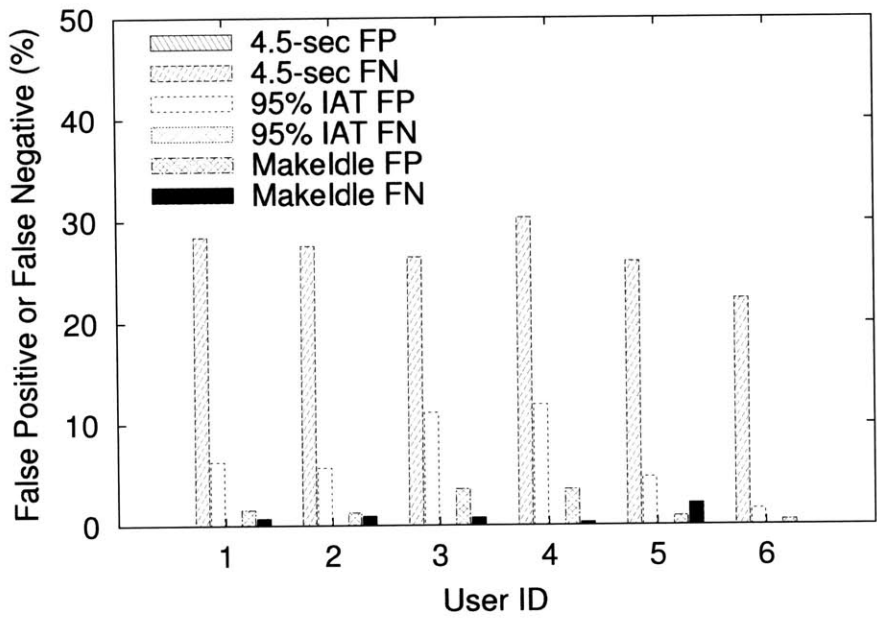 False Positive or False Negative (%)
50
40
30
20
10
0
4.5-sec FP
4.5-sec FN
95% IAT FP
95% IAT FN
MakeIdle FP
MakeIdle FN
1 2 3 4 5 6
User ID